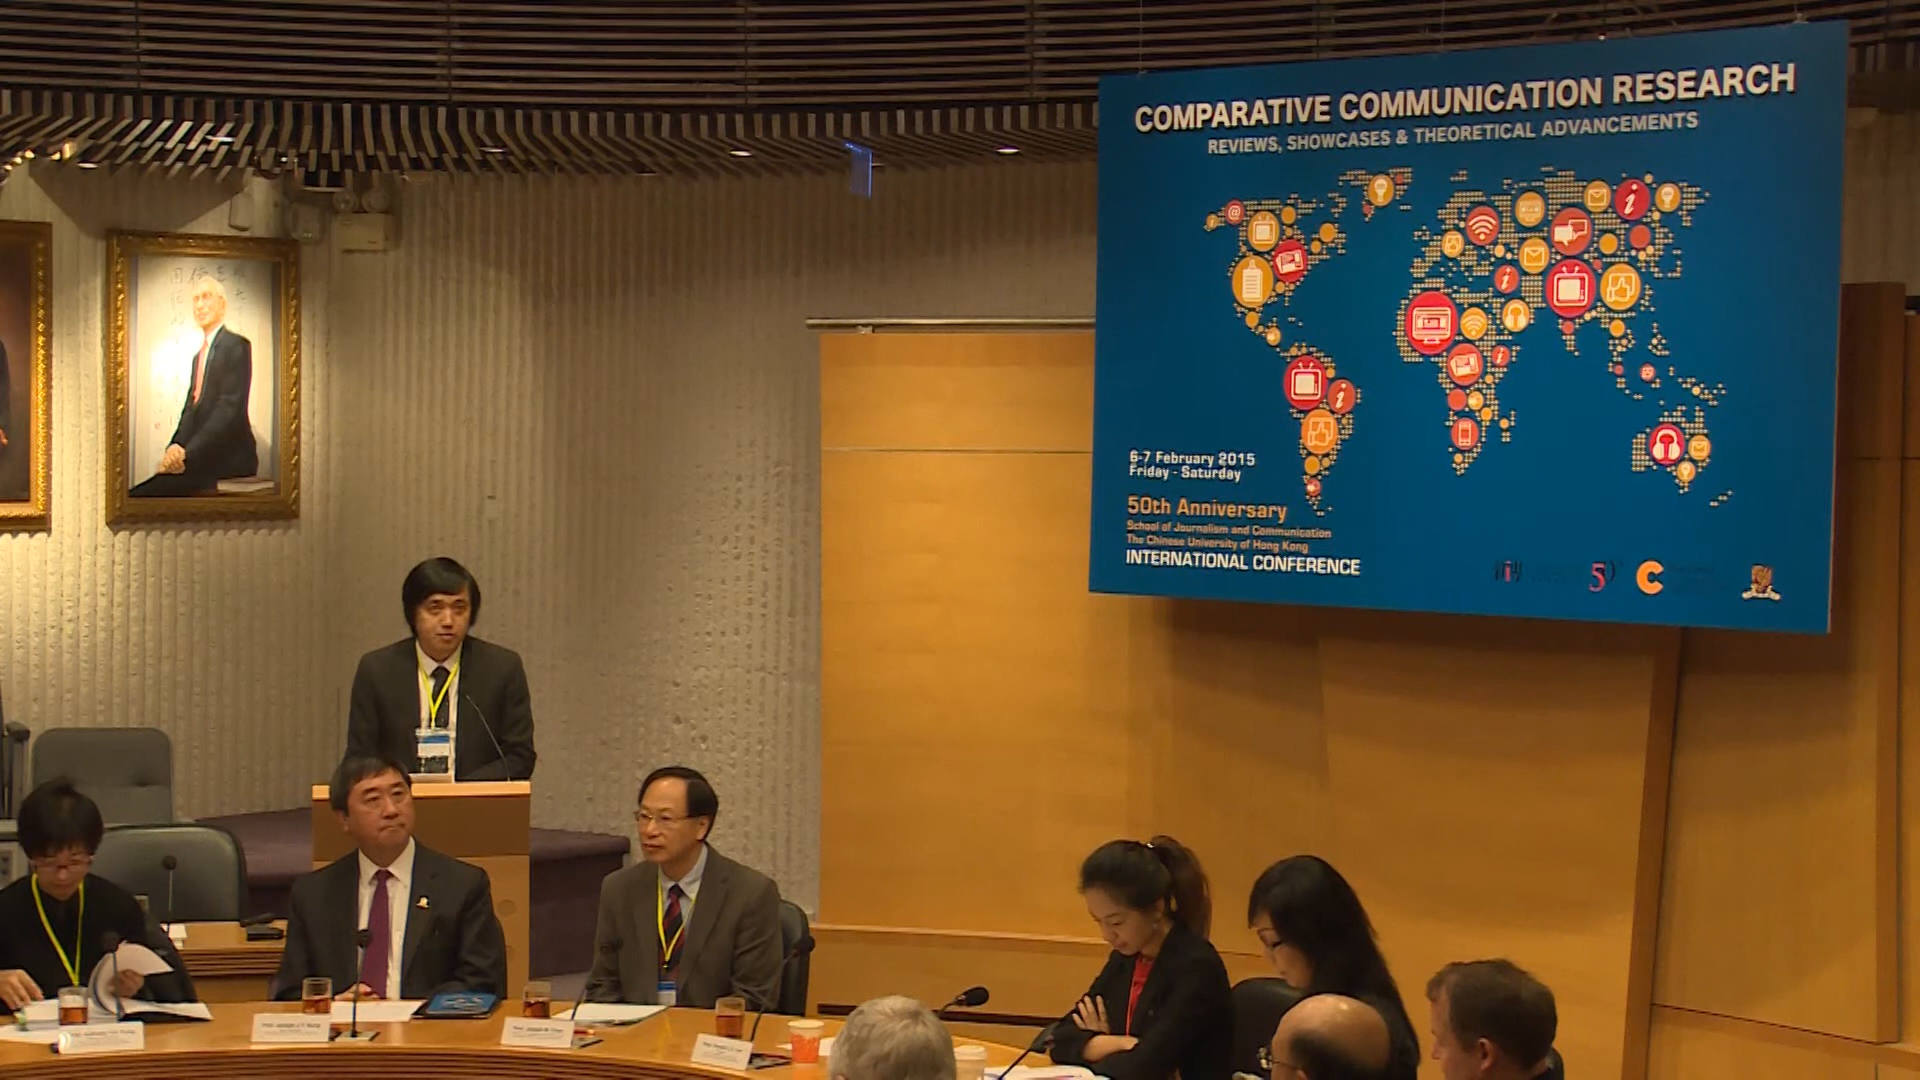 COMPARATIVE COMMUNICATION RESEARCH
REVIEWS, SHOWCASES & THEORETICAL ADVANCEMENTS
6-7 February 2015
Friday - Saturday
50th Anniversary
School of Journalism and Communication
The Chinese University of Hong Kong
INTERNATIONAL CONFERENCE
50